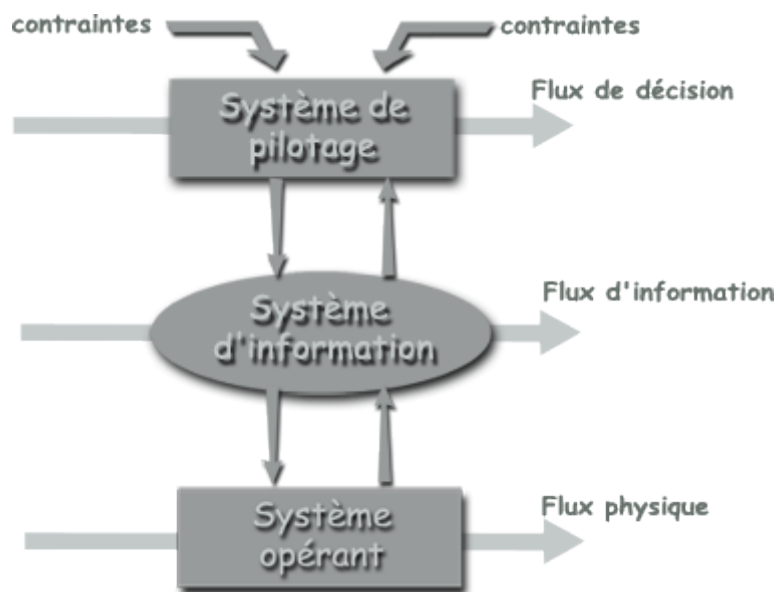 contraintes
contraintes
Système de
pilotage
Flux de décision
Système
d'information
Flux d'information
Système
opérant
Flux physique